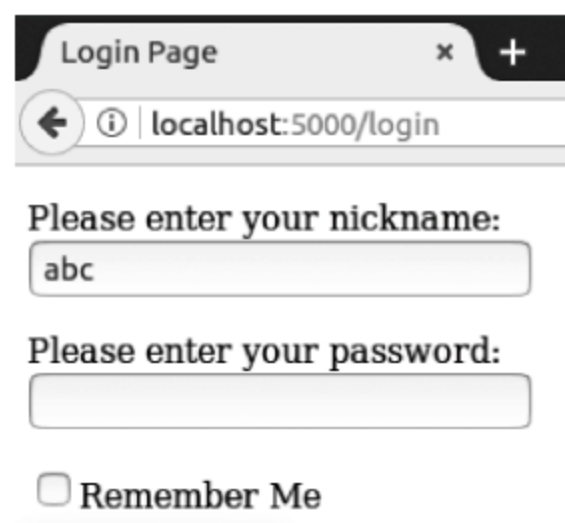 Login Page
localhost:5000/login
Please enter your nickname:
abc
Please enter your password:
Remember Me